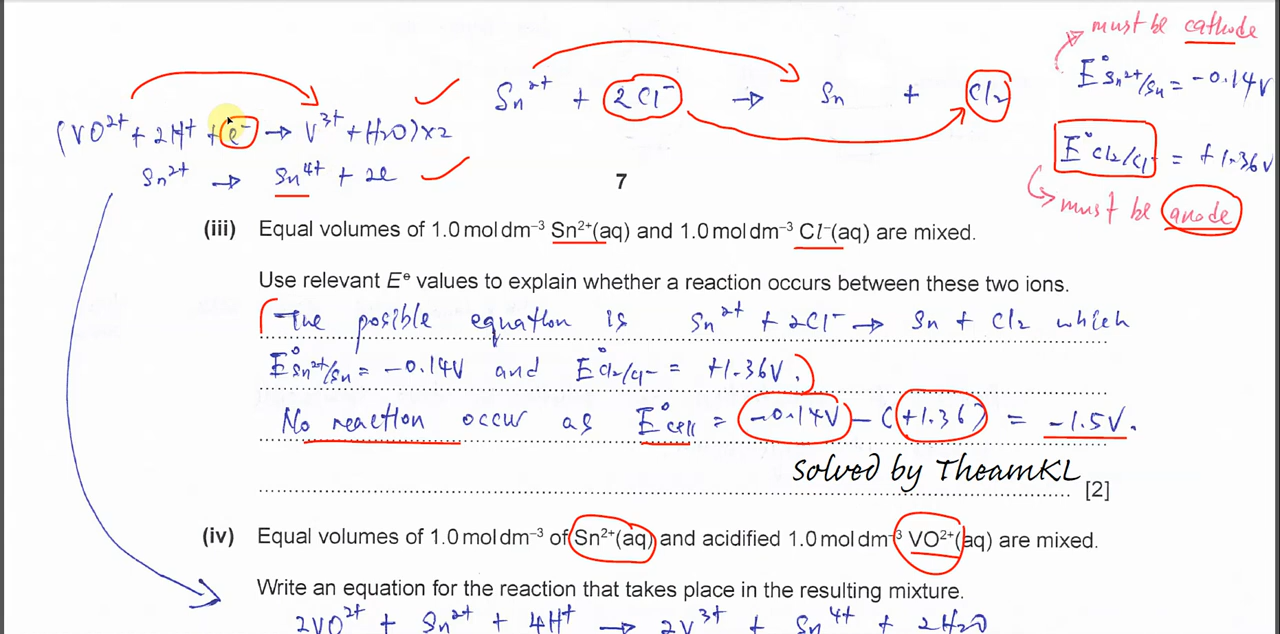 must be cathode
E°Sn²⁺/Sn = -0.14V
Sn²⁺ + 2Cl⁻ → Sn + Cl₂
(VO²⁺ + 2H⁺ + e⁻ → V³⁺ + H₂O) x2
E°Cl₂/Cl⁻ = +1.36V
Sn²⁺ → Sn⁴⁺ + 2e
must be anode
7
(iii) Equal volumes of 1.0 mol dm⁻³ Sn²⁺(aq) and 1.0 mol dm⁻³ Cl⁻(aq) are mixed.
Use relevant E⦵ values to explain whether a reaction occurs between these two ions.
The posible equation is Sn²⁺ + 2Cl⁻ → Sn + Cl₂ which
E°Sn²⁺/Sn = -0.14V and E°Cl₂/Cl⁻ = +1.36V.
No reaction occur as E°cell = -0.14V - (+1.36) = -1.5V.
Solved by TheamKL
[2]
(iv) Equal volumes of 1.0 mol dm⁻³ of Sn²⁺(aq) and acidified 1.0 mol dm⁻³ VO²⁺(aq) are mixed.
Write an equation for the reaction that takes place in the resulting mixture.
2VO²⁺ + Sn²⁺ + 4H⁺ → 2V³⁺ + Sn⁴⁺ + 2H₂O